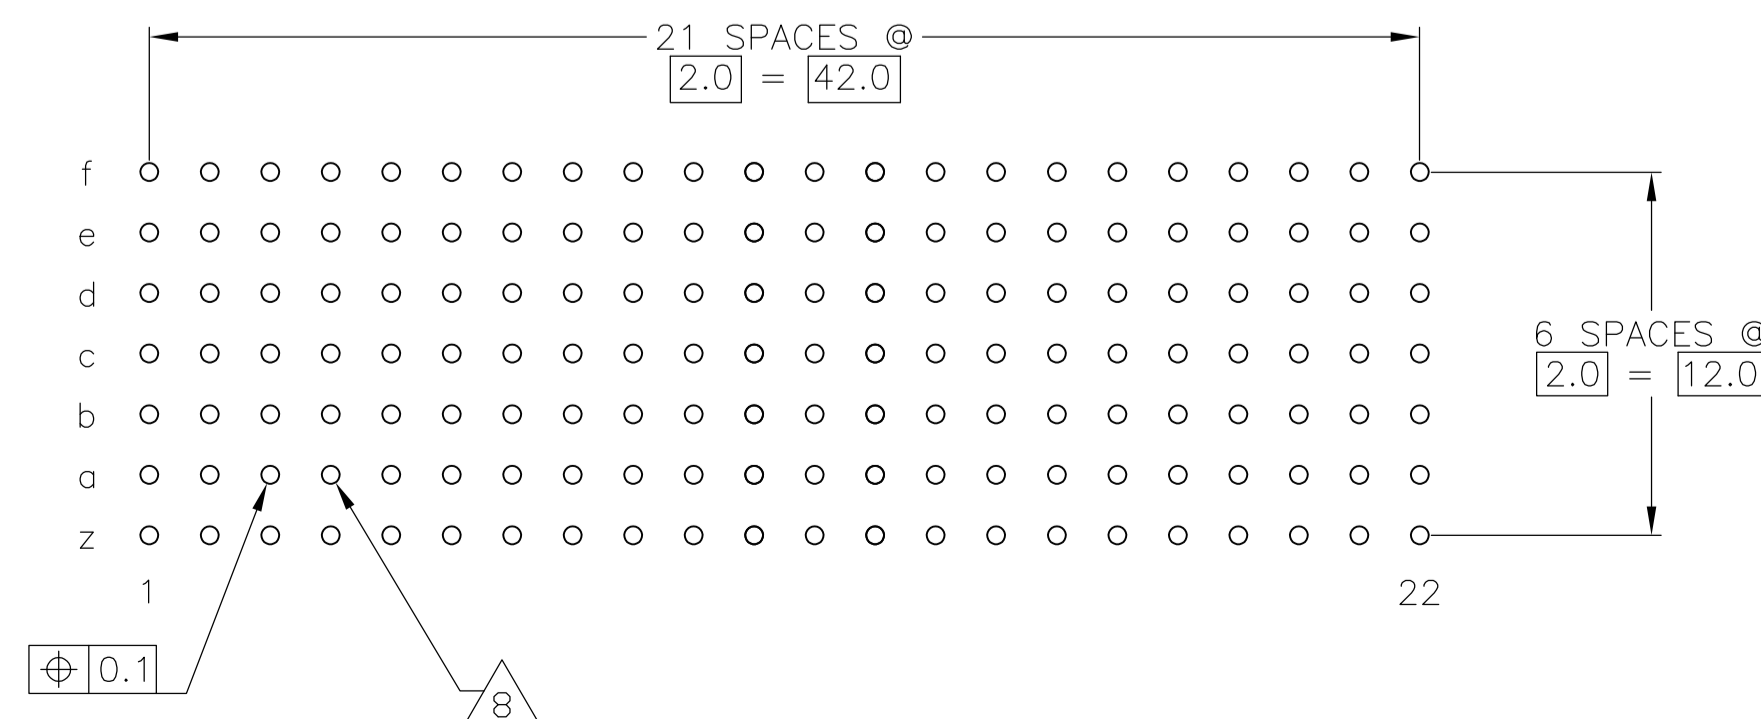 21 SPACES @
2.0 = 42.0
f
e
d
c
6 SPACES @
2.0 = 12.0
b
a
z
1 22
0.1
8